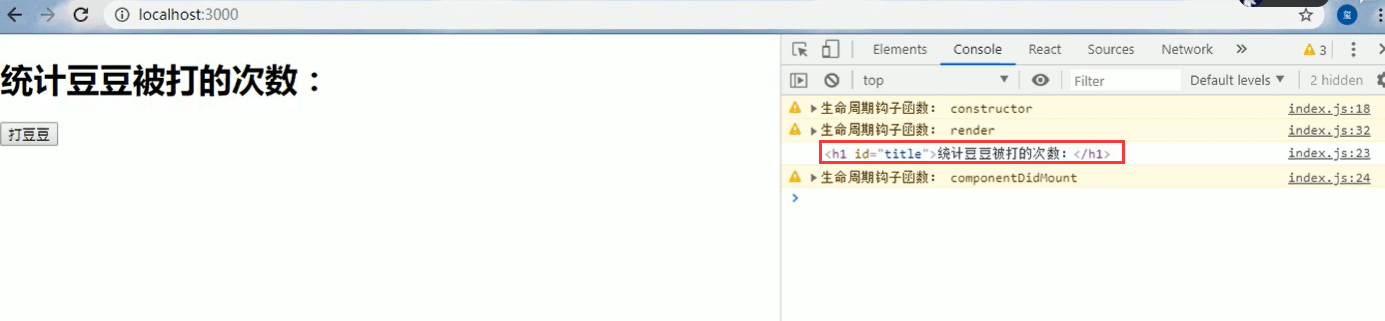 localhost:3000
玺
统计豆豆被打的次数：
打豆豆
Elements Console React Sources Network » 3
top Filter Default levels ▼ 2 hidden
生命周期钩子函数： constructor index.js:18
生命周期钩子函数： render index.js:32
<h1 id="title">统计豆豆被打的次数：</h1> index.js:23
生命周期钩子函数： componentDidMount index.js:24